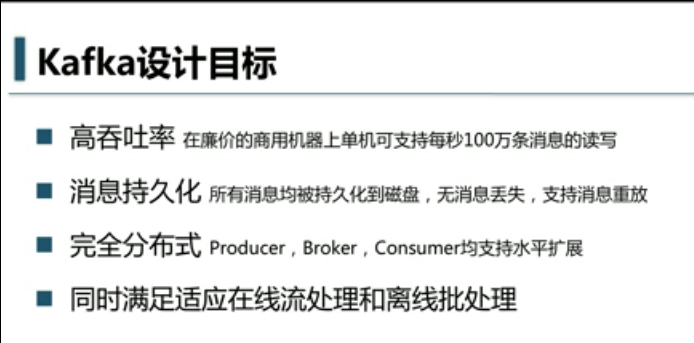 Kafka设计目标
高吞吐率 在廉价的商用机器上单机可支持每秒100万条消息的读写
消息持久化 所有消息均被持久化到磁盘，无消息丢失，支持消息重放
完全分布式 Producer，Broker，Consumer均支持水平扩展
同时满足适应在线流处理和离线批处理